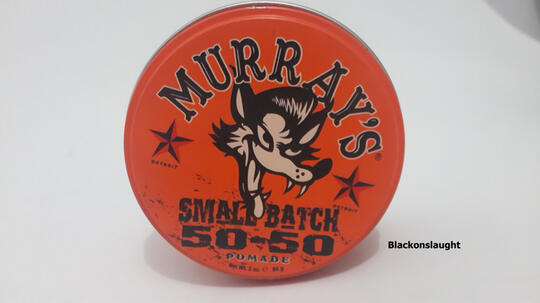 MURRAY'S®
DETROIT
DETROIT
SMALL BATCH
50-50
POMADE
Blackonslaught